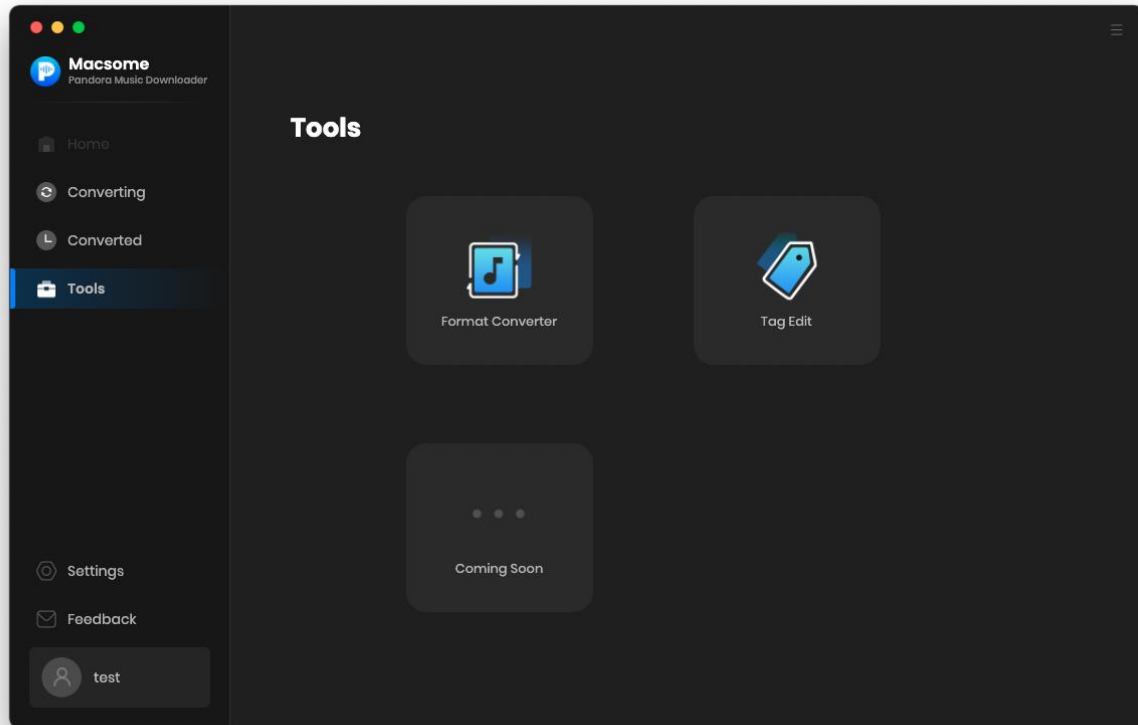 Macsome
Pandora Music Downloader
Home
Converting
Converted
Tools
Settings
Feedback
test
Tools
Format Converter
Tag Edit
Coming Soon